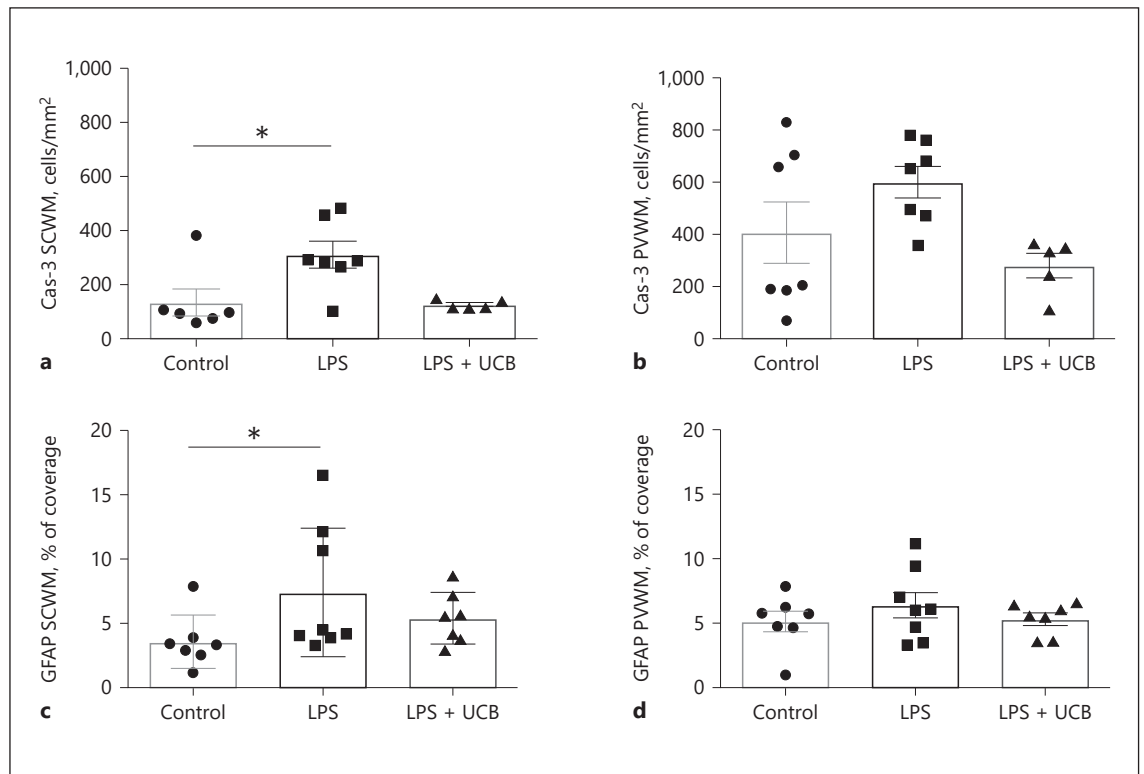 Cas-3 SCWM, cells/mm²
1,000
800
600
400
200
0
*
Control
LPS
LPS + UCB
a
Cas-3 PVWM, cells/mm²
1,000
800
600
400
200
0
Control
LPS
LPS + UCB
b
GFAP SCWM, % of coverage
20
15
10
5
0
*
Control
LPS
LPS + UCB
c
GFAP PVWM, % of coverage
20
15
10
5
0
Control
LPS
LPS + UCB
d